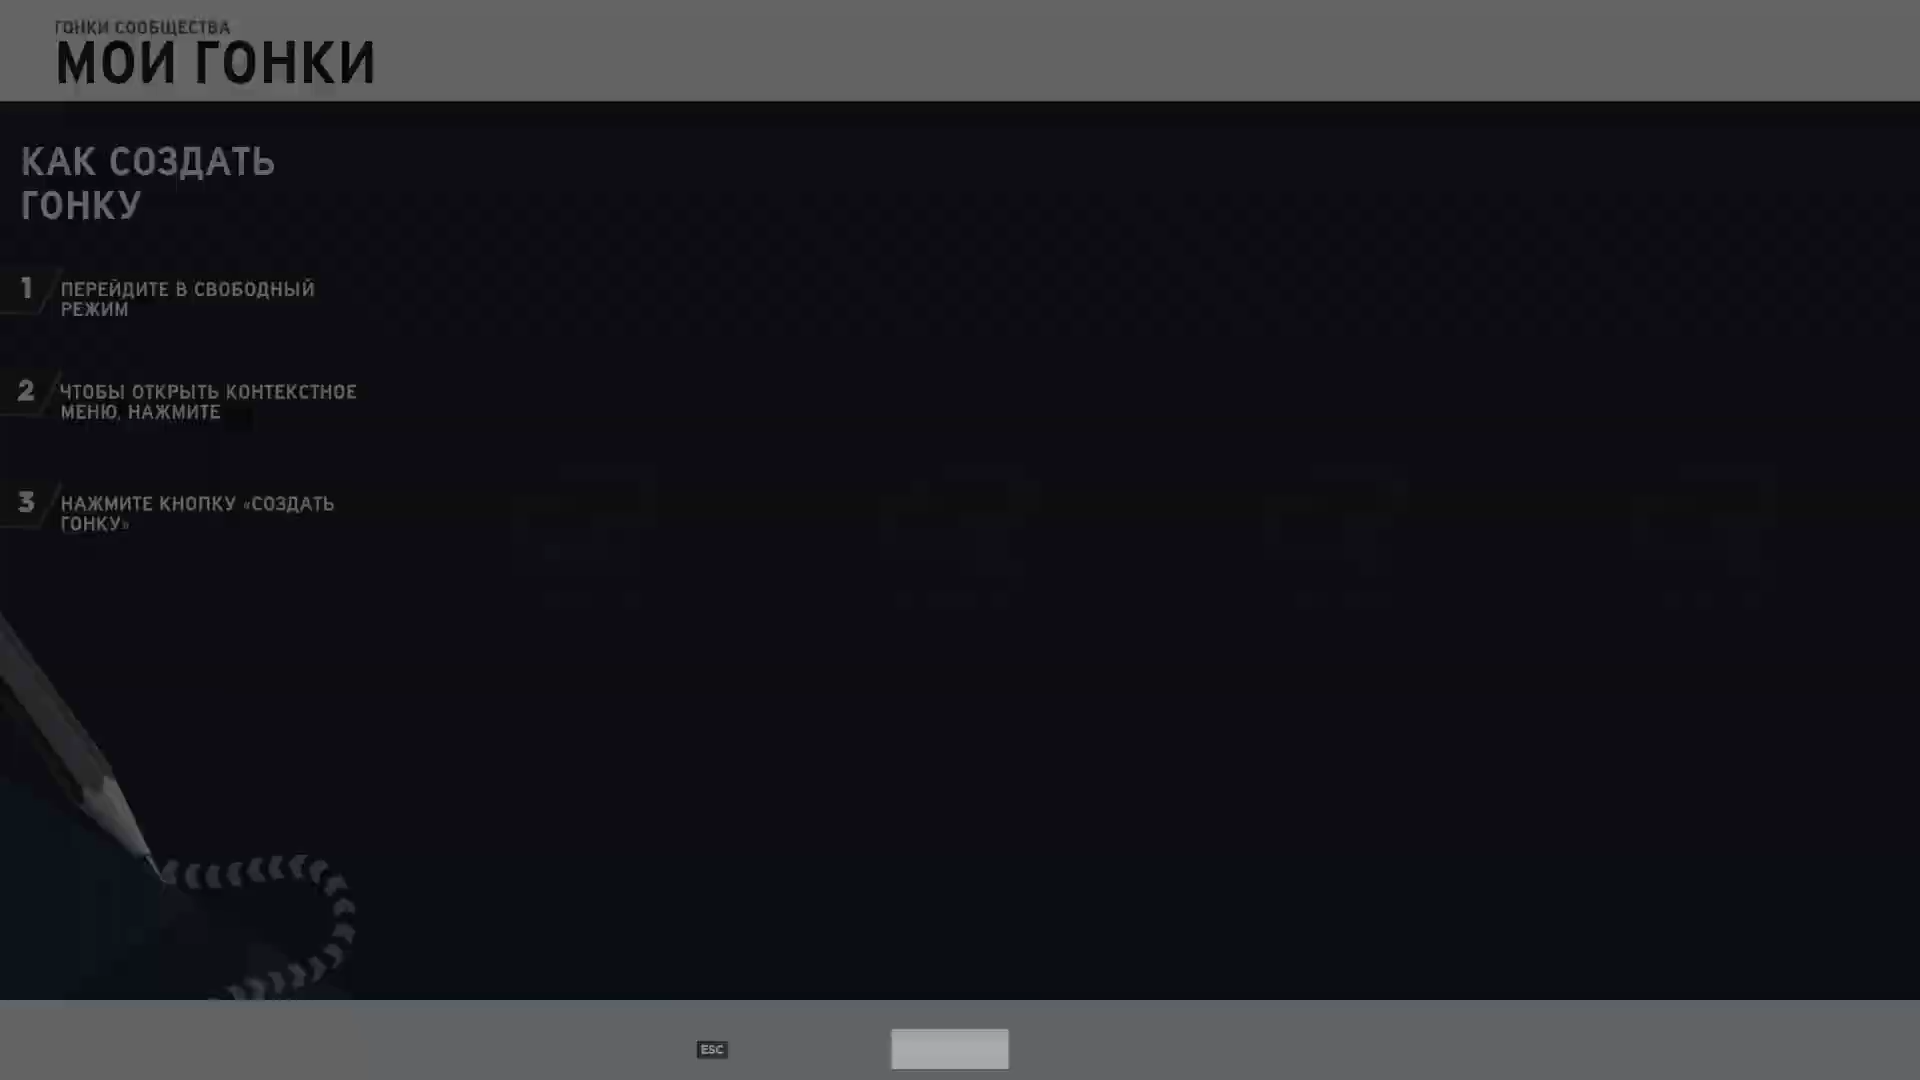 ГОНКИ СООБЩЕСТВА
МОИ ГОНКИ
КАК СОЗДАТЬ
ГОНКУ
1
ПЕРЕЙДИТЕ В СВОБОДНЫЙ
РЕЖИМ
2
ЧТОБЫ ОТКРЫТЬ КОНТЕКСТНОЕ
МЕНЮ, НАЖМИТЕ
3
НАЖМИТЕ КНОПКУ «СОЗДАТЬ
ГОНКУ»
ESC